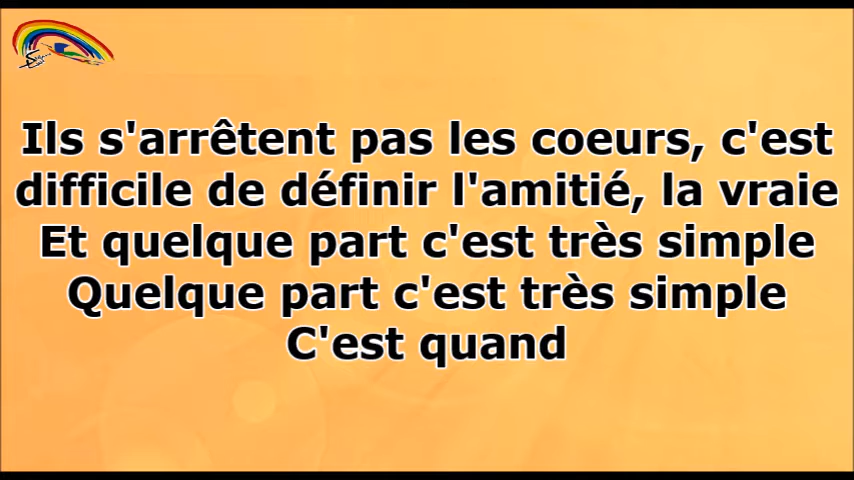 Ils s'arrêtent pas les coeurs, c'est
difficile de définir l'amitié, la vraie
Et quelque part c'est très simple
Quelque part c'est très simple
C'est quand